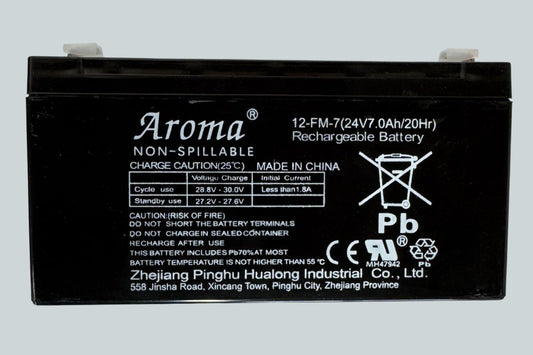 Aroma®
NON-SPILLABLE
12-FM-7(24V7.0Ah/20Hr)
Rechargeable Battery
CHARGE CAUTION(25℃) MADE IN CHINA
Voltage Charge Initial Current
Cycle use 28.8V - 30.0V Less than1.8A
Standby use 27.2V - 27.6V
CAUTION:(RISK OF FIRE)
DO NOT SHORT THE BATTERY TERMINALS
DO NOT CHARGE IN SEALED CONTAINER
RECHARGE AFTER USE
THIS BATTERY INCLUDES Pb70%AT MOST
BATTERY TEMPERATURE IS NOT HIGHER THAN 55 ℃
Pb
CE RU®
MH47942
Pb
Zhejiang Pinghu Hualong Industrial Co., Ltd.
558 Jinsha Road, Xincang Town, Pinghu City, Zhejiang Province